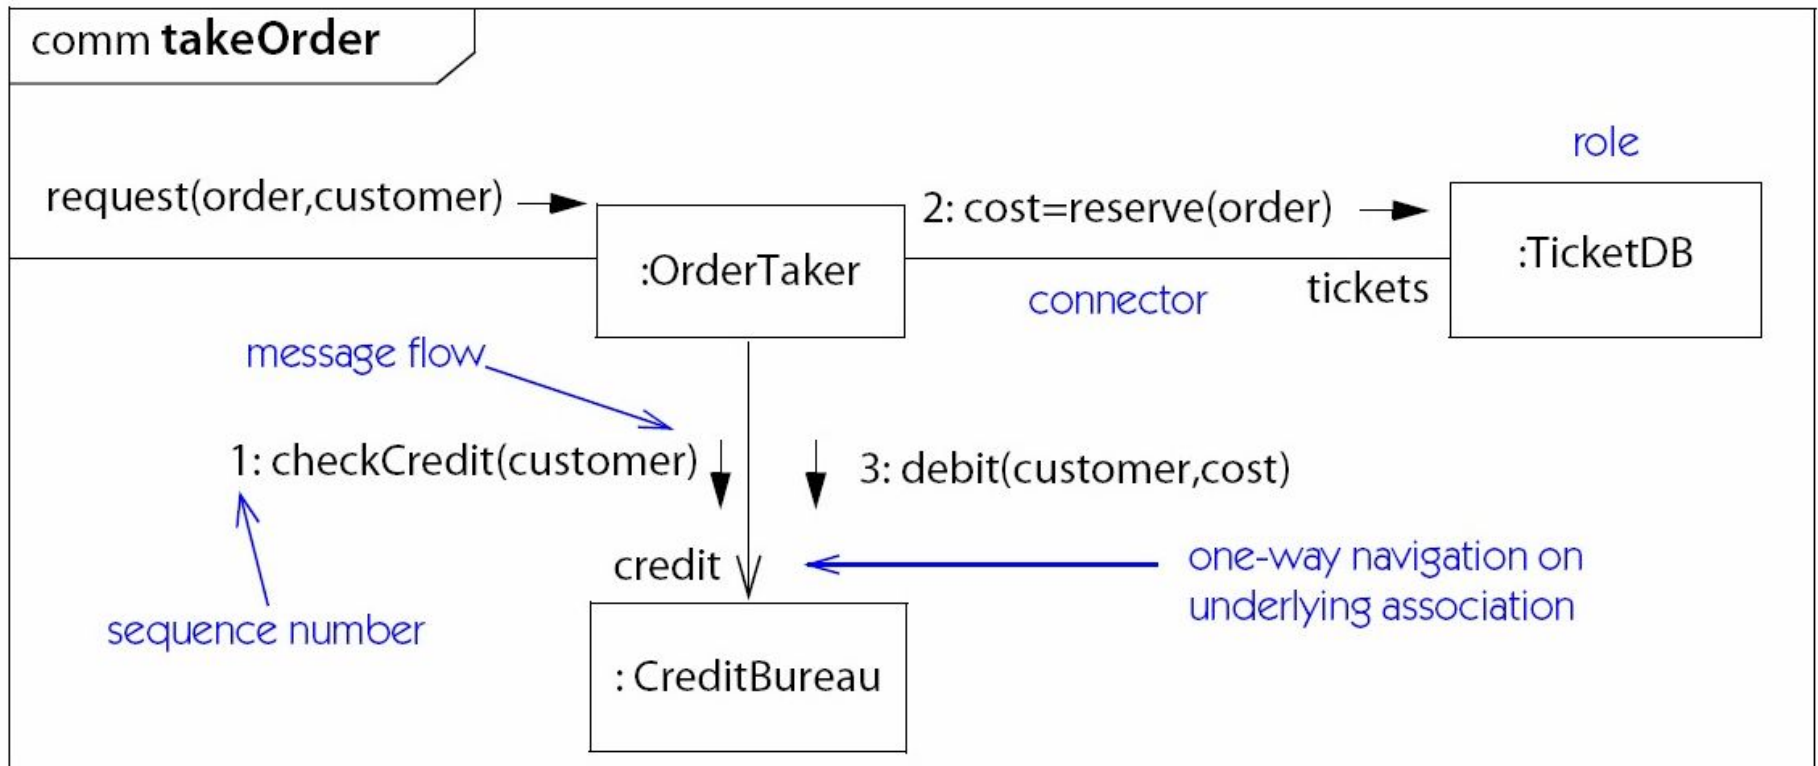 comm takeOrder
role
request(order,customer)
2: cost=reserve(order)
:OrderTaker
:TicketDB
connector
tickets
message flow
1: checkCredit(customer)
3: debit(customer,cost)
credit
one-way navigation on
underlying association
sequence number
: CreditBureau